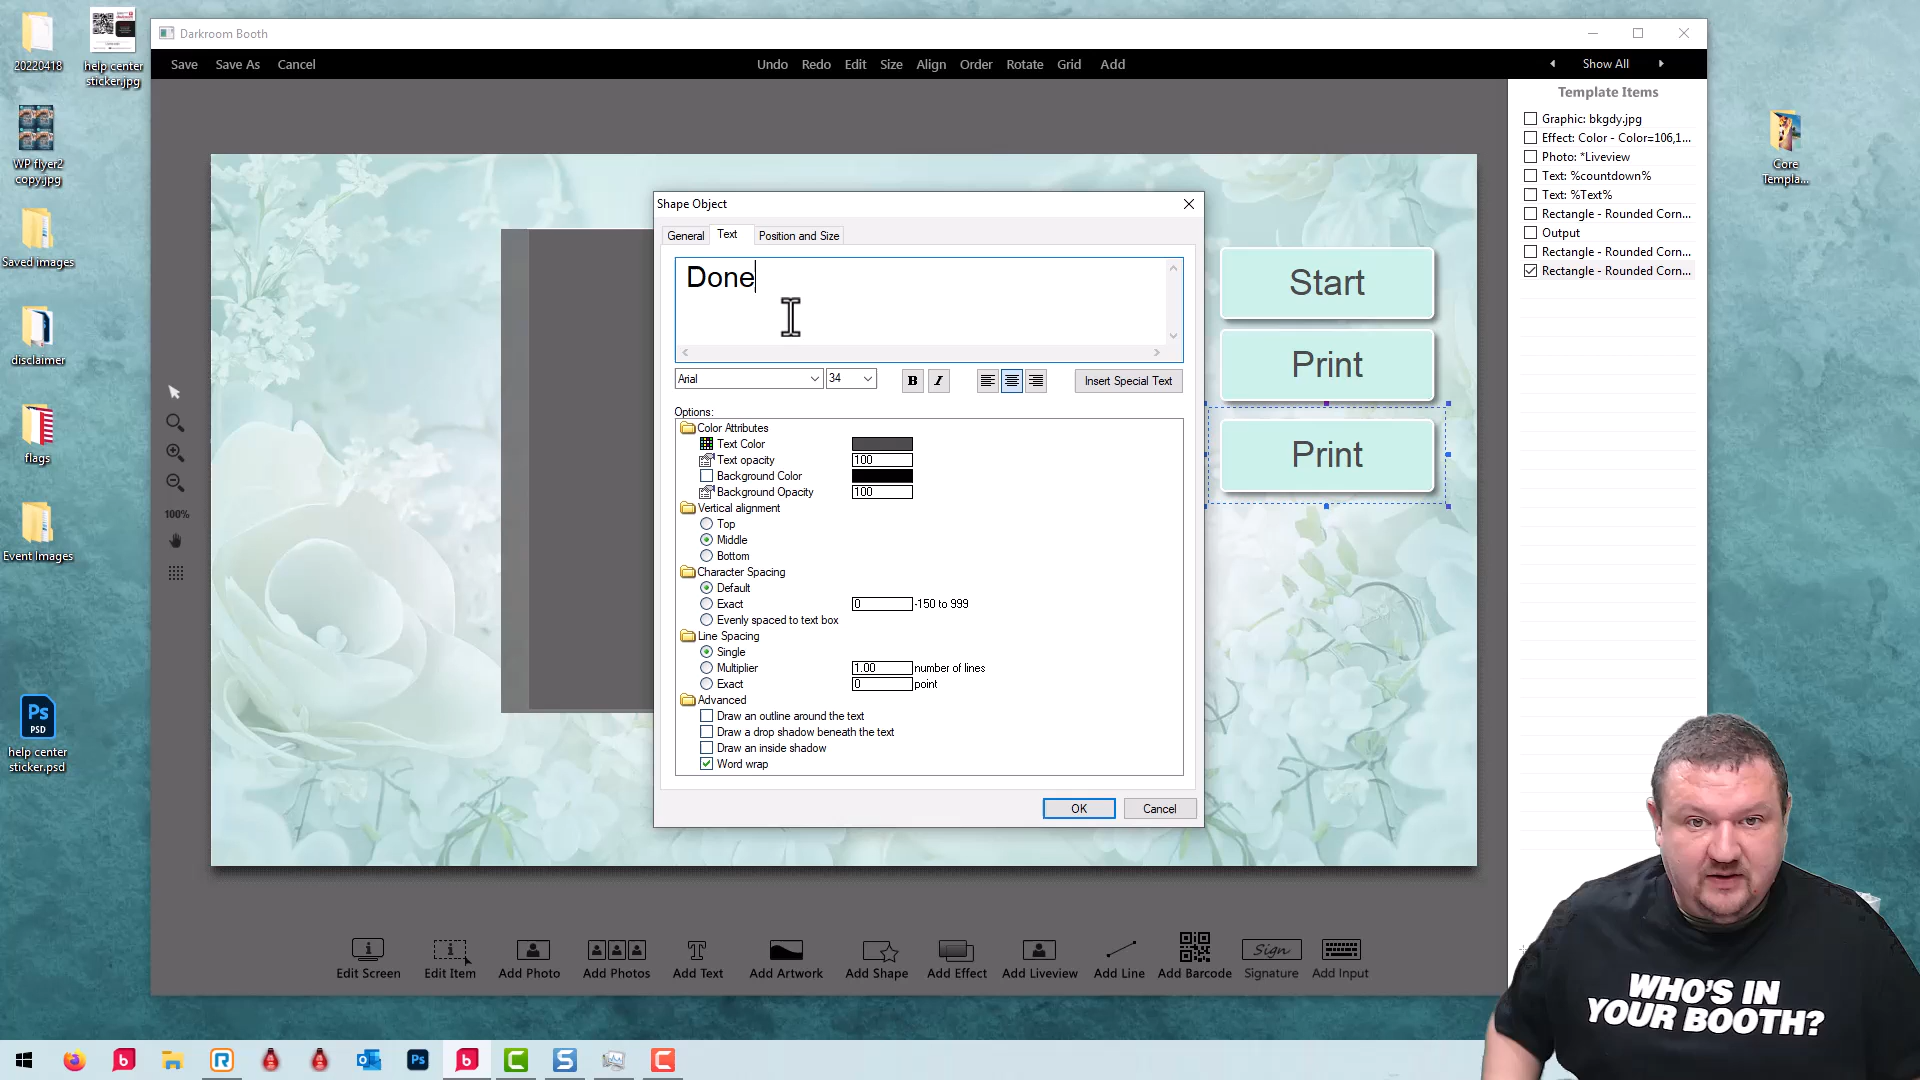 20220418
help center
sticker.jpg
WP flyer2
copy.jpg
Saved images
disclaimer
flags
Event Images
Ps
PSD
help center
sticker.psd
Darkroom Booth
Save
Save As
Cancel
Undo
Redo
Edit
Size
Align
Order
Rotate
Grid
Add
Show All
Template Items
Graphic: bkgdy.jpg
Effect: Color - Color=106,1...
Photo: *Liveview
Text: %countdown%
Text: %Text%
Rectangle - Rounded Corn...
Output
Rectangle - Rounded Corn...
Rectangle - Rounded Corn...
Core
Templa...
100%
Shape Object
General
Text
Position and Size
Done
Arial
34
B
I
Insert Special Text
Options:
Color Attributes
Text Color
Text opacity 100
Background Color
Background Opacity 100
Vertical alignment
Top
Middle
Bottom
Character Spacing
Default
Exact 0 -150 to 999
Evenly spaced to text box
Line Spacing
Single
Multiplier 1.00 number of lines
Exact 0 point
Advanced
Draw an outline around the text
Draw a drop shadow beneath the text
Draw an inside shadow
Word wrap
OK
Cancel
Start
Print
Print
Edit Screen
Edit Item
Add Photo
Add Photos
Add Text
Add Artwork
Add Shape
Add Effect
Add Liveview
Add Line
Add Barcode
Sign
Signature
Add Input
WHO'S IN
YOUR BOOTH?
b
R
Ps
b
C
S
C